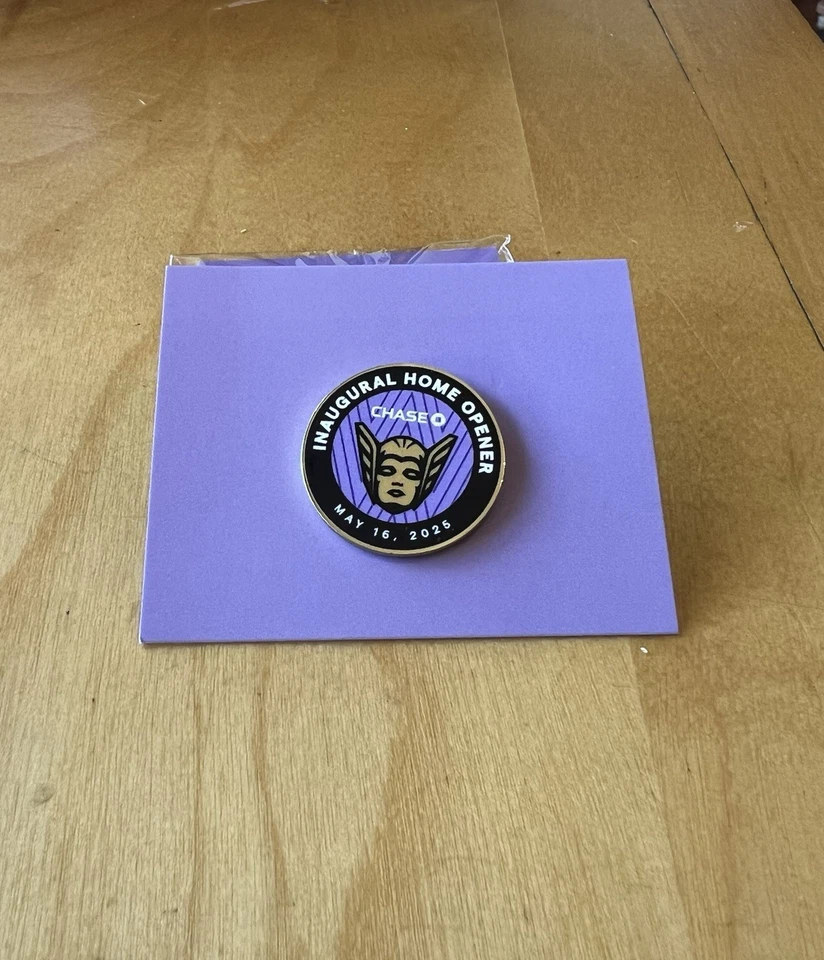 INAUGURAL HOME OPENER
CHASE
MAY 16, 2025